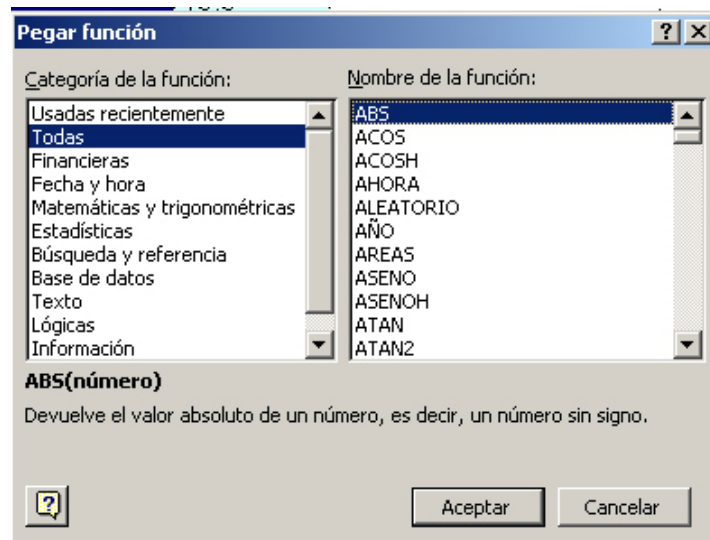 Pegar función
Categoría de la función:
Nombre de la función:
Usadas recientemente
Todas
Financieras
Fecha y hora
Matemáticas y trigonométricas
Estadísticas
Búsqueda y referencia
Base de datos
Texto
Lógicas
Información
ABS
ACOS
ACOSH
AHORA
ALEATORIO
AÑO
AREAS
ASENO
ASENOH
ATAN
ATAN2
ABS(número)
Devuelve el valor absoluto de un número, es decir, un número sin signo.
Aceptar
Cancelar